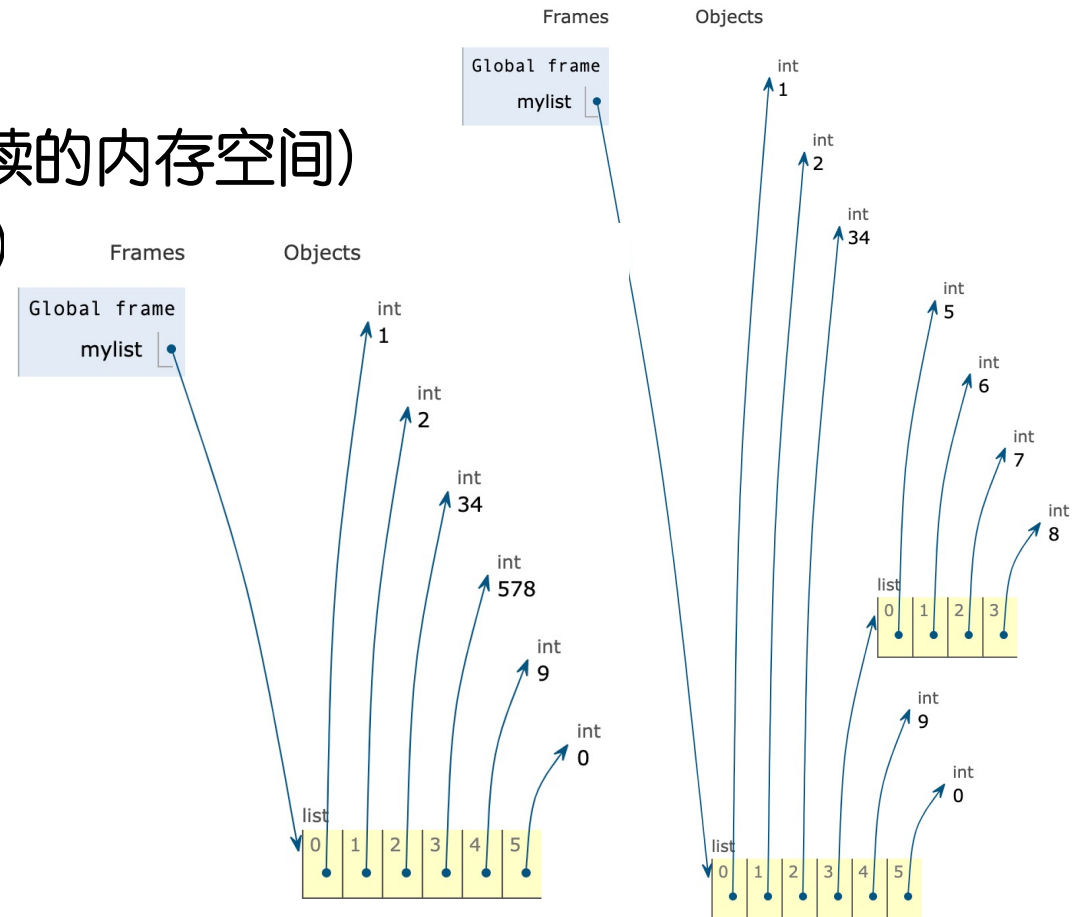 续的内存空间)
)
Frames Objects
Global frame
mylist
int
1
int
2
int
34
int
578
int
9
int
0
list
0 1 2 3 4 5
Frames Objects
Global frame
mylist
int
1
int
2
int
34
int
5
int
6
int
7
int
8
list
0 1 2 3
int
9
int
0
list
0 1 2 3 4 5